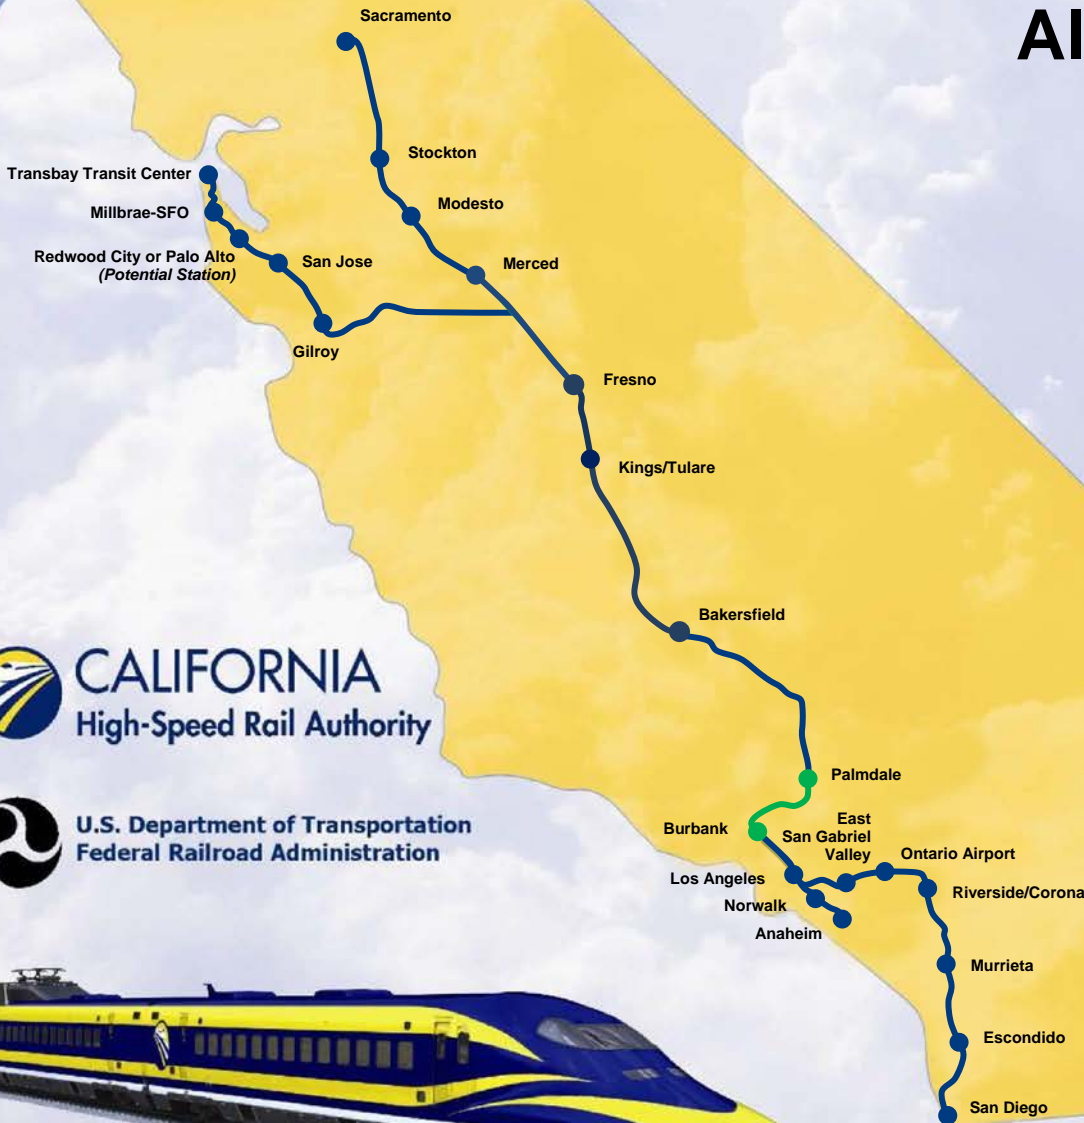 Al
Sacramento
Stockton
Transbay Transit Center
Modesto
Millbrae-SFO
Redwood City or Palo Alto
(Potential Station)
San Jose
Merced
Gilroy
Fresno
Kings/Tulare
Bakersfield
CALIFORNIA
High-Speed Rail Authority
Palmdale
U.S. Department of Transportation
Federal Railroad Administration
Burbank
East
San Gabriel
Valley
Ontario Airport
Los Angeles
Riverside/Corona
Norwalk
Anaheim
Murrieta
Escondido
San Diego